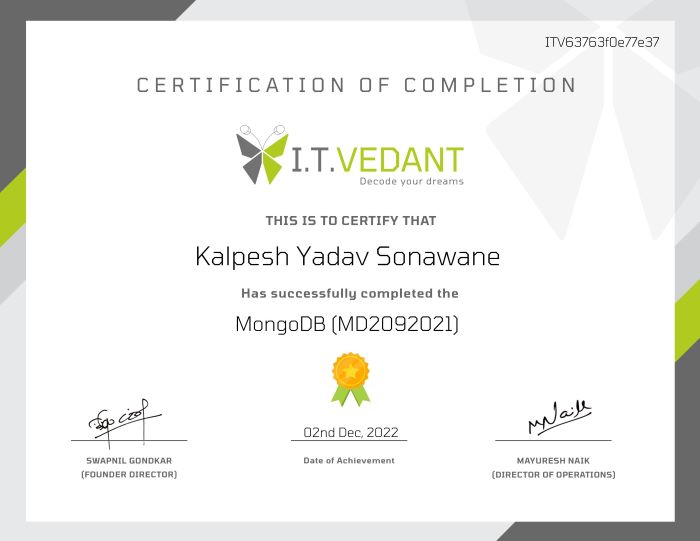 ITV63763f0e77e37
CERTIFICATION OF COMPLETION
I.T.VEDANT
Decode your dreams
THIS IS TO CERTIFY THAT
Kalpesh Yadav Sonawane
Has successfully completed the
MongoDB (MD2092021)
02nd Dec, 2022
SWAPNIL GONDKAR
(FOUNDER DIRECTOR)
Date of Achievement
MNaik
MAYURESH NAIK
(DIRECTOR OF OPERATIONS)